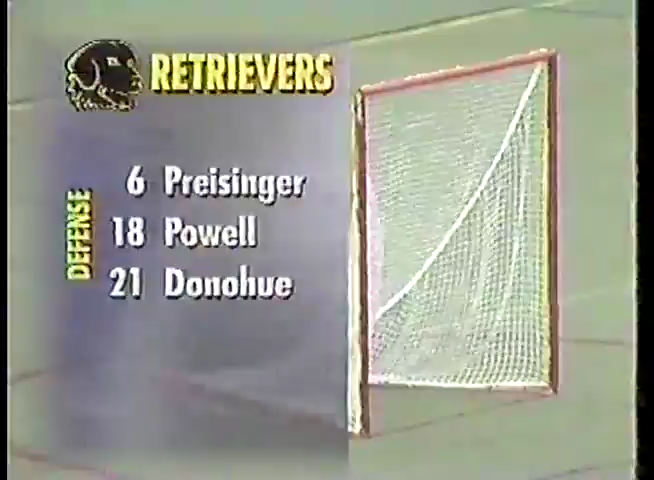 RETRIEVERS
DEFENSE
6 Preisinger
18 Powell
21 Donohue